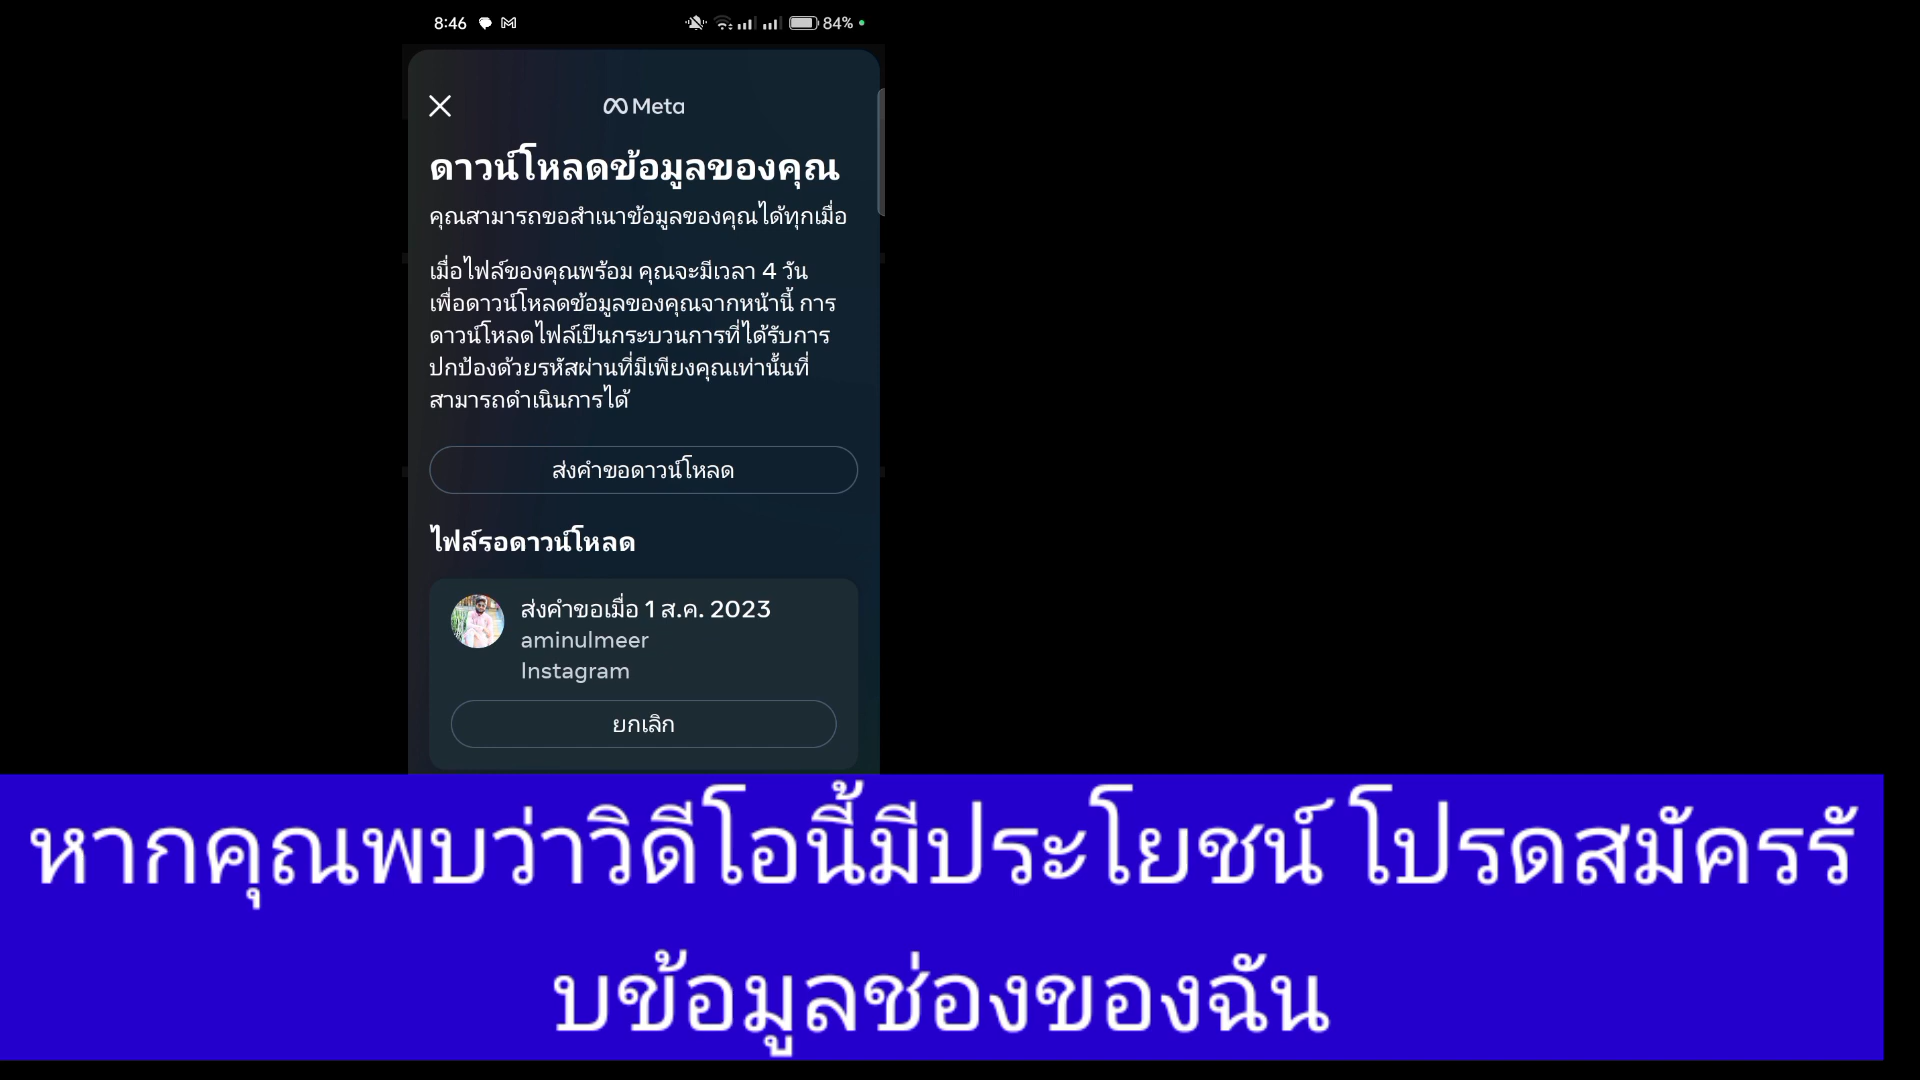 8:46 84%
Meta
ดาวน์โหลดข้อมูลของคุณ
คุณสามารถขอสำเนาข้อมูลของคุณได้ทุกเมื่อ
เมื่อไฟล์ของคุณพร้อม คุณจะมีเวลา 4 วัน
เพื่อดาวน์โหลดข้อมูลของคุณจากหน้านี้ การ
ดาวน์โหลดไฟล์เป็นกระบวนการที่ได้รับการ
ปกป้องด้วยรหัสผ่านที่มีเพียงคุณเท่านั้นที่
สามารถดำเนินการได้
ส่งคำขอดาวน์โหลด
ไฟล์รอดาวน์โหลด
ส่งคำขอเมื่อ 1 ส.ค. 2023
aminulmeer
Instagram
ยกเลิก
หากคุณพบว่าวิดีโอนี้มีประโยชน์ โปรดสมัครรั
บข้อมูลช่องของฉัน